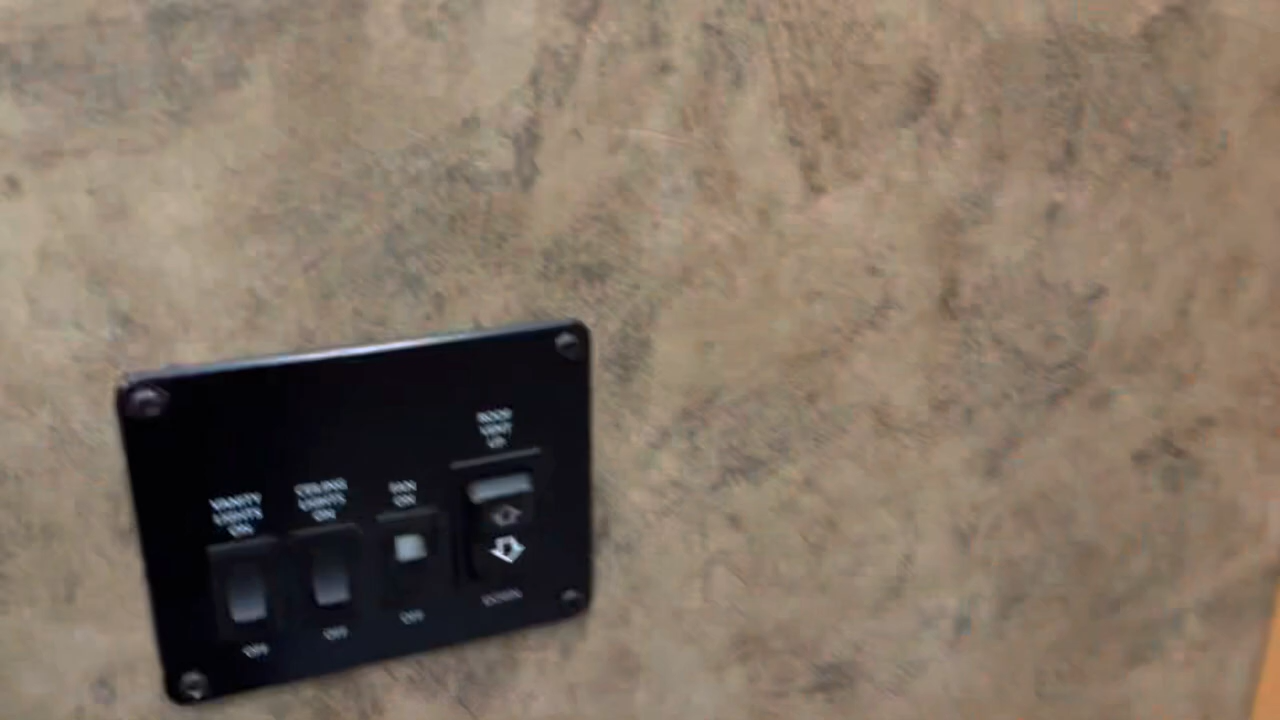 VANITY
LIGHTS
ON
OFF
CEILING
LIGHTS
ON
OFF
FAN
ON
OFF
ROOF
VENT
UP
DOWN